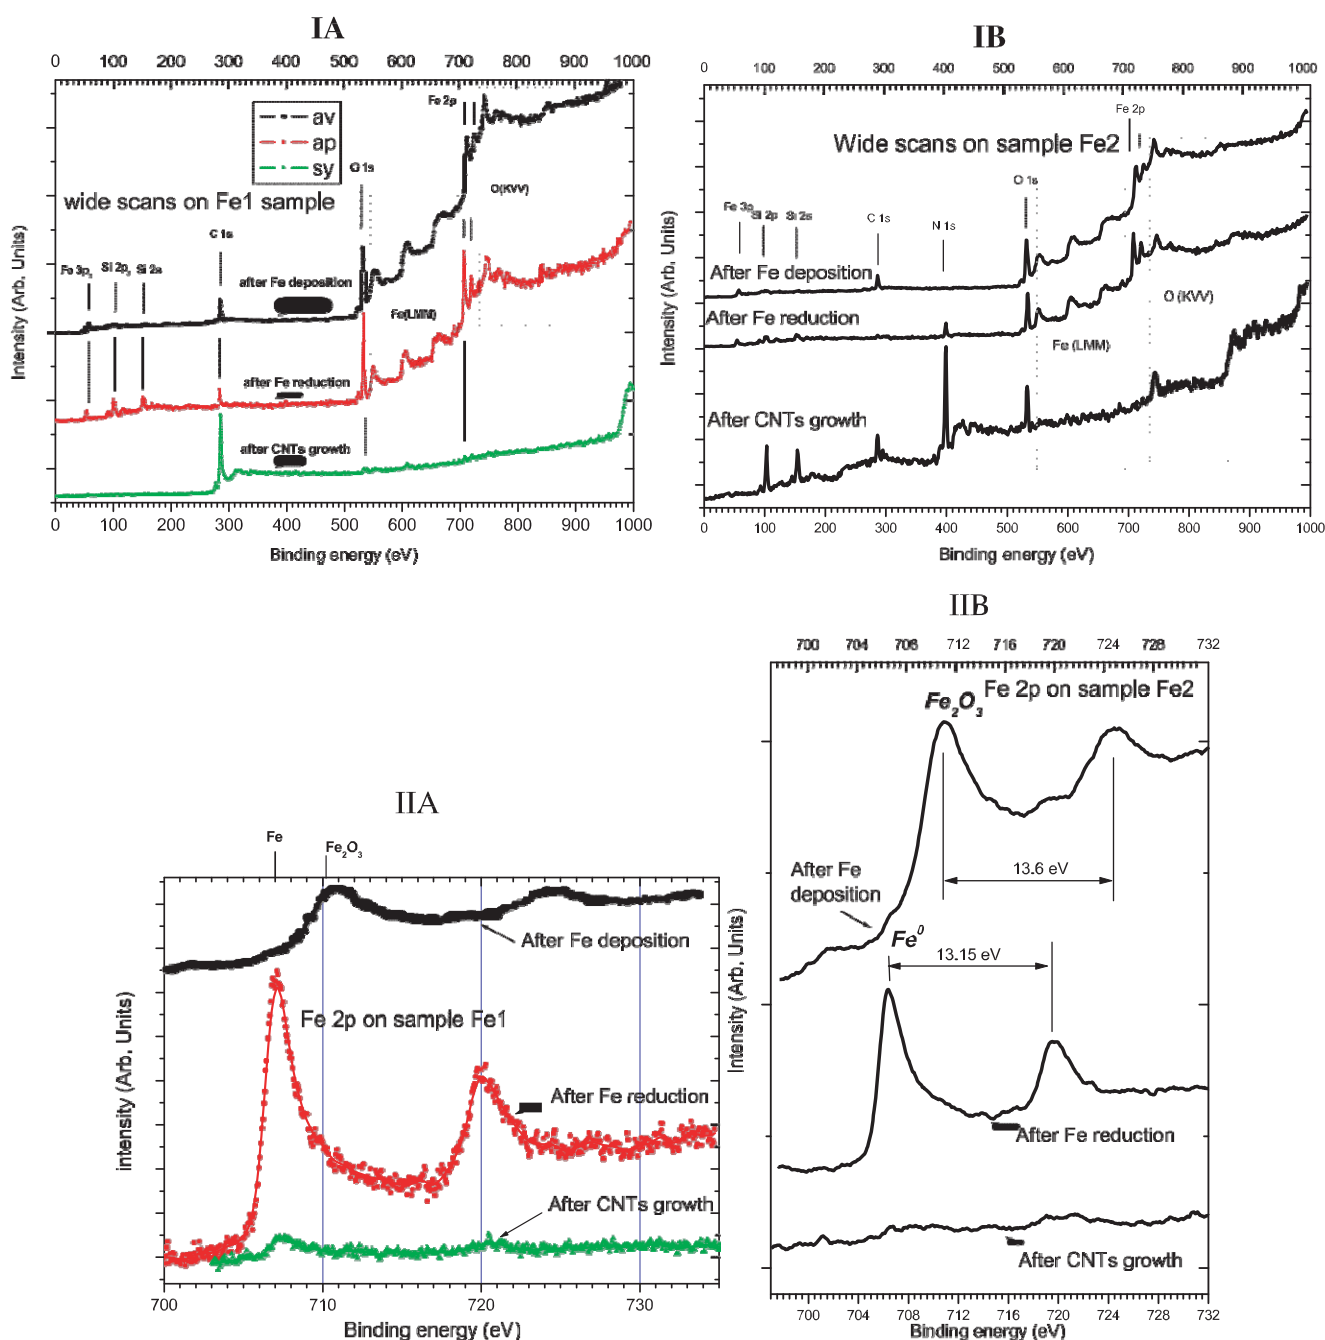 IA
0 100 200 300 400 500 600 700 800 900 1000
av
ap
sy
Fe 2p
O 1s
O(KVV)
wide scans on Fe1 sample
C 1s
Fe 3p
Si 2p
Si 2s
after Fe deposition
Fe(LMM)
after Fe reduction
after CNTs growth
Intensity (Arb. Units)
0 100 200 300 400 500 600 700 800 900 1000
Binding energy (eV)
IB
0 100 200 300 400 500 600 700 800 900 1000
Fe 2p
Wide scans on sample Fe2
O 1s
Fe 3p
Si 2p
Si 2s
C 1s
N 1s
After Fe deposition
O (KVV)
After Fe reduction
Fe (LMM)
After CNTs growth
Intensity (Arb. Units)
0 100 200 300 400 500 600 700 800 900 1000
Binding energy (eV)
IIA
Fe
Fe2O3
After Fe deposition
Fe 2p on sample Fe1
After Fe reduction
After CNTs growth
intensity (Arb. Units)
700 710 720 730
Binding energy (eV)
IIB
700 704 708 712 716 720 724 728 732
Fe 2p on sample Fe2
Fe2O3
After Fe
deposition
13.6 eV
Fe0
13.15 eV
After Fe reduction
After CNTs growth
Intensity (Arb. Units)
700 704 708 712 716 720 724 728 732
Binding energy (eV)